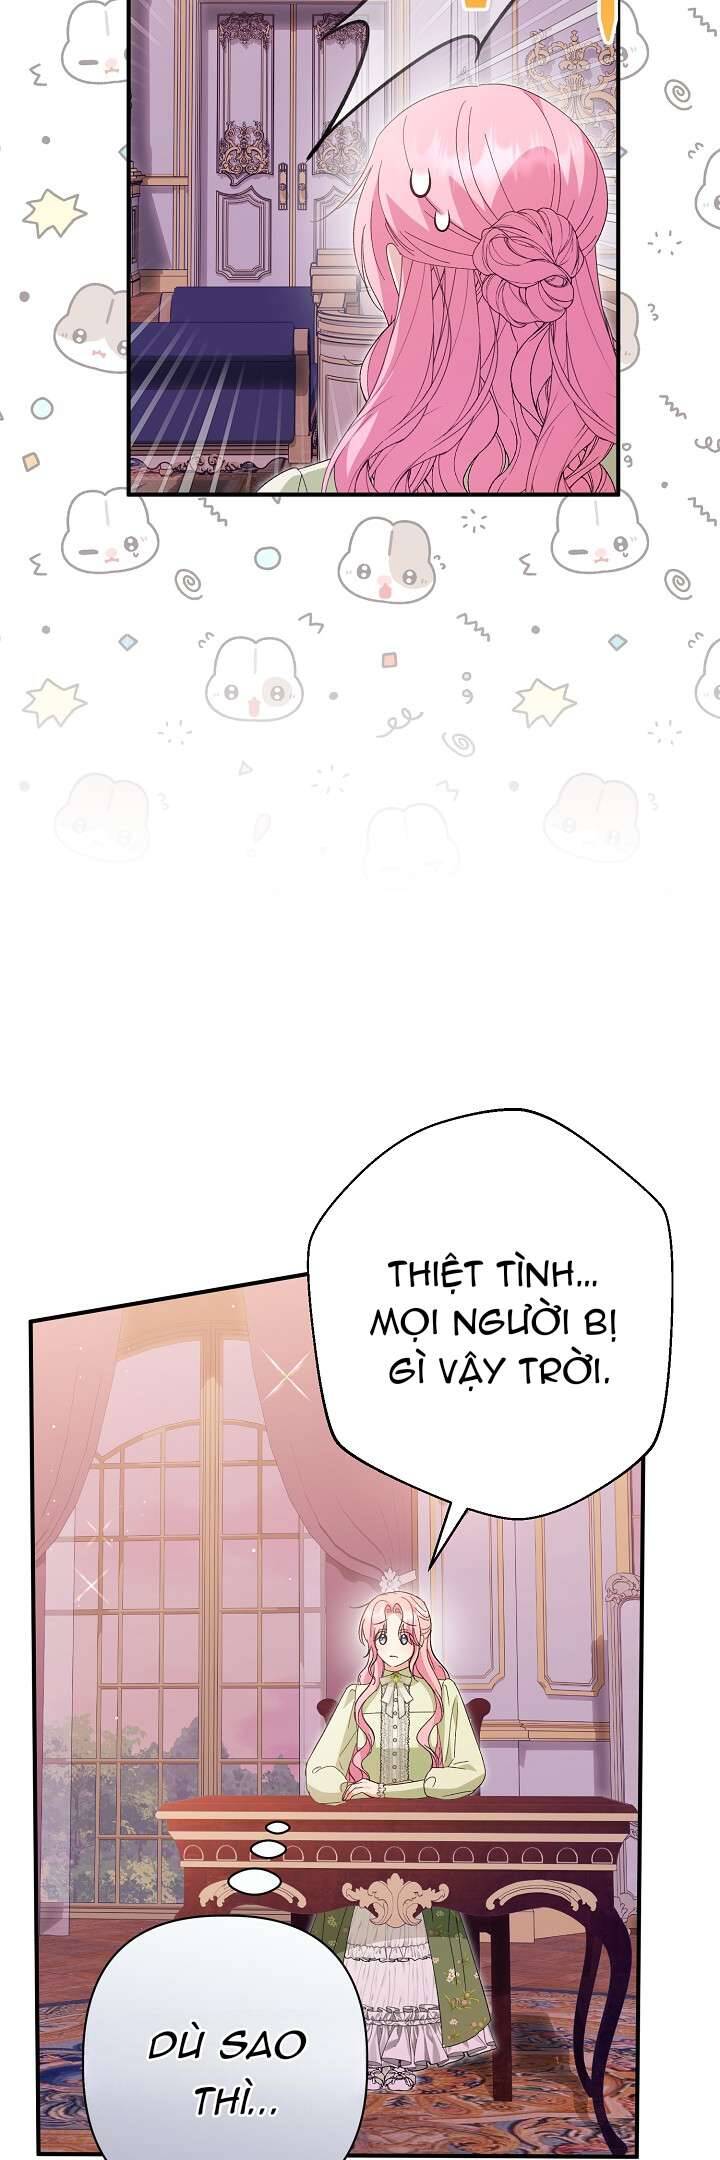 THIỆT TÌNH...
MỌI NGƯỜI BỊ
GÌ VẬY TRỜI.
DÙ SAO
THÌ...